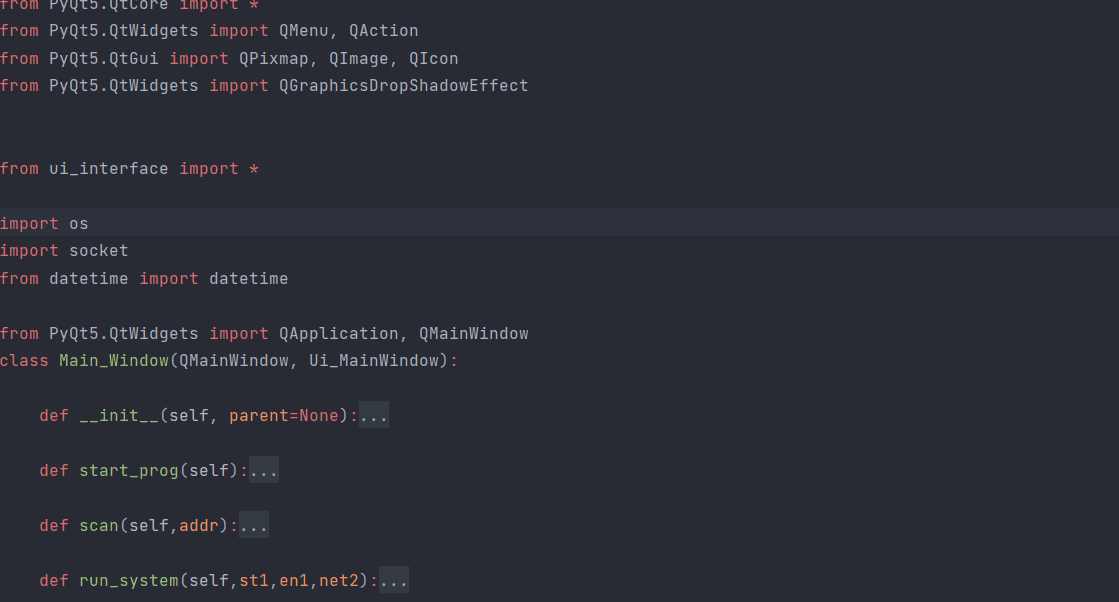 from PyQt5.QtCore import *
from PyQt5.QtWidgets import QMenu, QAction
from PyQt5.QtGui import QPixmap, QImage, QIcon
from PyQt5.QtWidgets import QGraphicsDropShadowEffect
from ui_interface import *
import os
import socket
from datetime import datetime
from PyQt5.QtWidgets import QApplication, QMainWindow
class Main_Window(QMainWindow, Ui_MainWindow):
def __init__(self, parent=None):...
def start_prog(self):...
def scan(self,addr):...
def run_system(self,st1,en1,net2):...